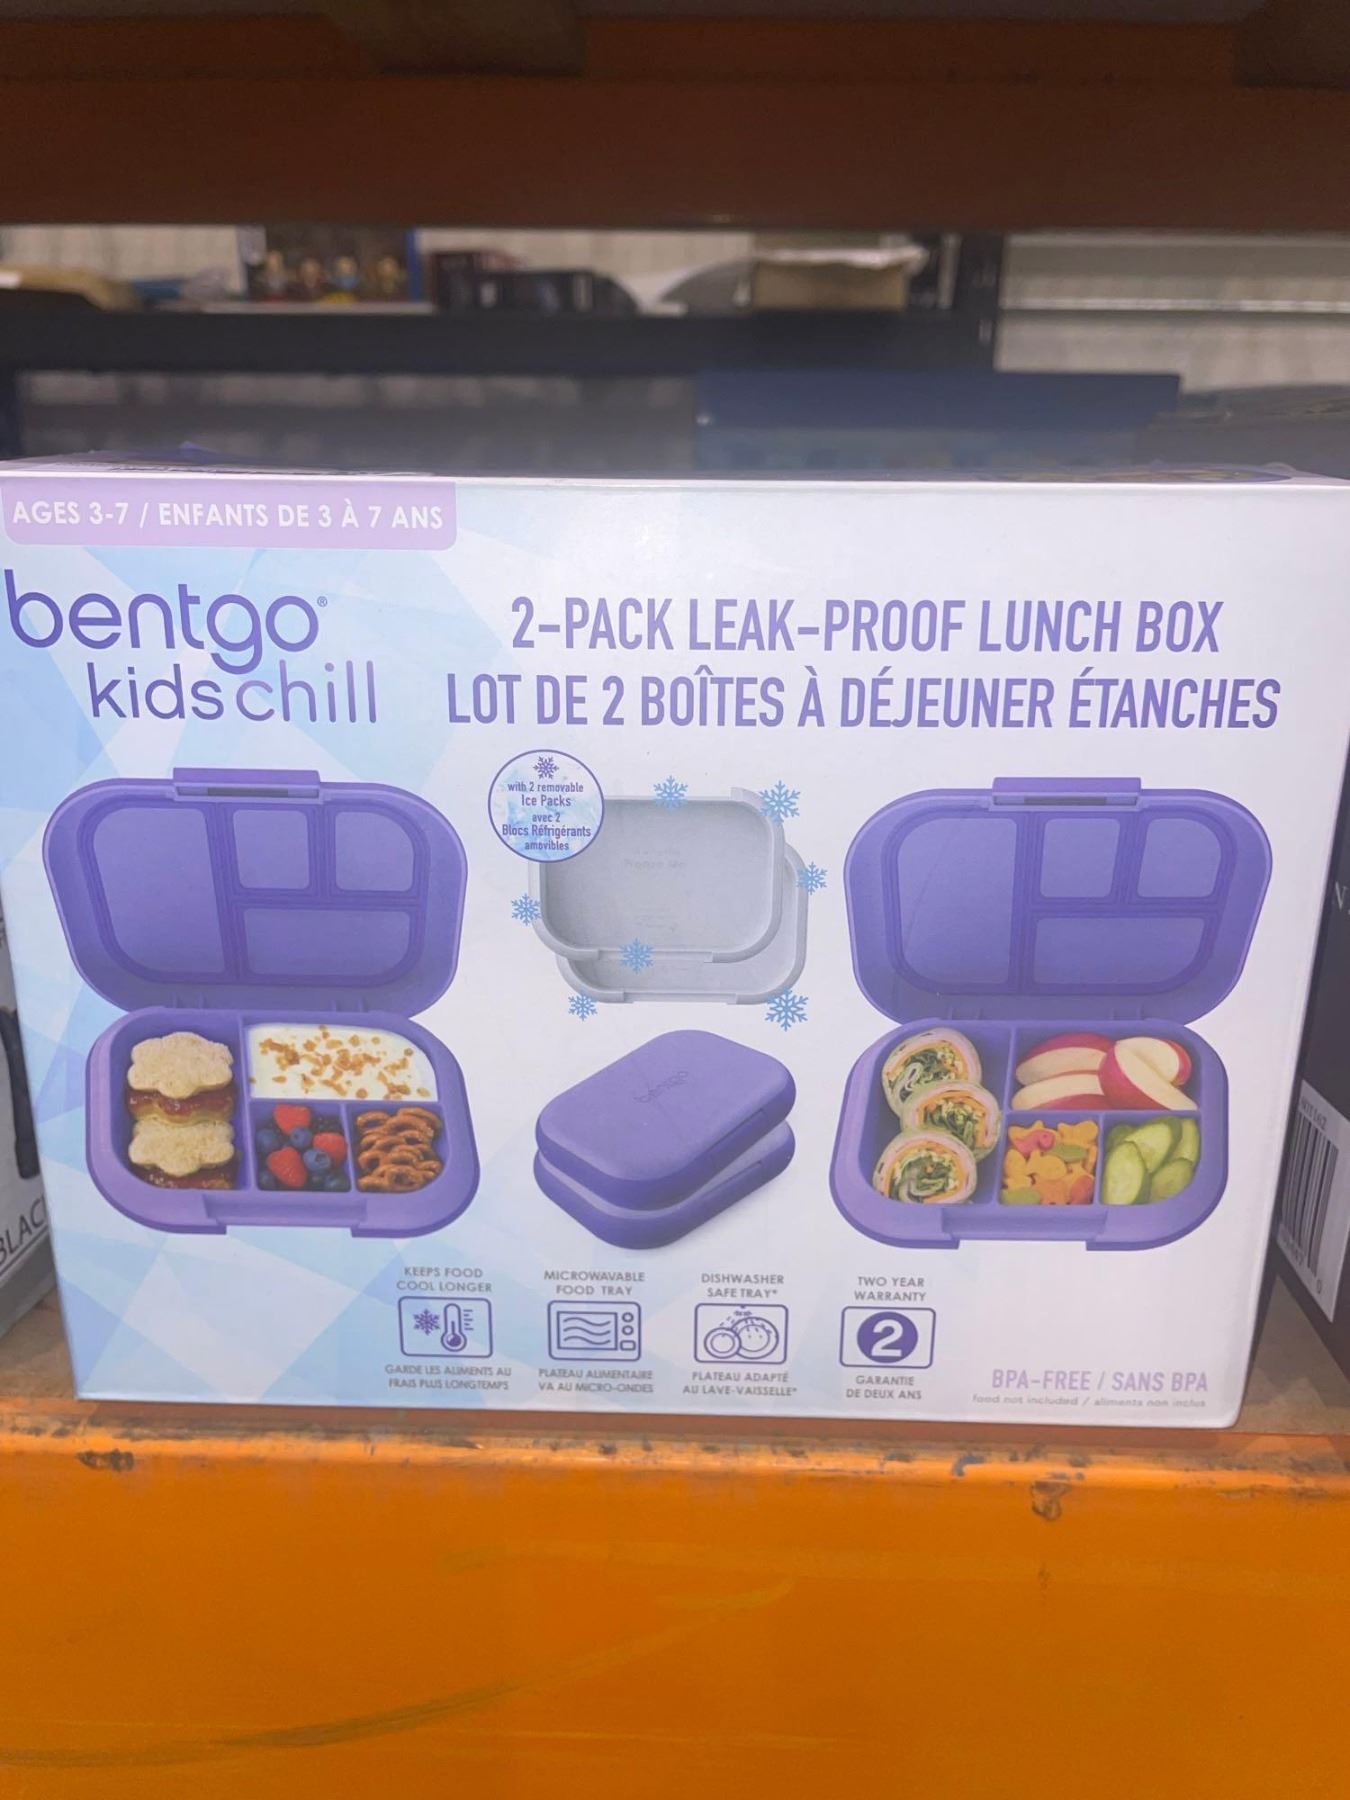 AGES 3-7 / ENFANTS DE 3 À 7 ANS
bentgo®
kids chill
2-PACK LEAK-PROOF LUNCH BOX
LOT DE 2 BOÎTES À DÉJEUNER ÉTANCHES
with 2 removable
Ice Packs
avec 2
Blocs Réfrigérants
amovibles
bentgo
KEEPS FOOD
COOL LONGER
GARDE LES ALIMENTS AU
FRAIS PLUS LONGTEMPS
MICROWAVABLE
FOOD TRAY
PLATEAU ALIMENTAIRE
VA AU MICRO-ONDES
DISHWASHER
SAFE TRAY*
PLATEAU ADAPTÉ
AU LAVE-VAISSELLE*
TWO YEAR
WARRANTY
2
GARANTIE
DE DEUX ANS
BPA-FREE / SANS BPA
food not included / aliments non inclus